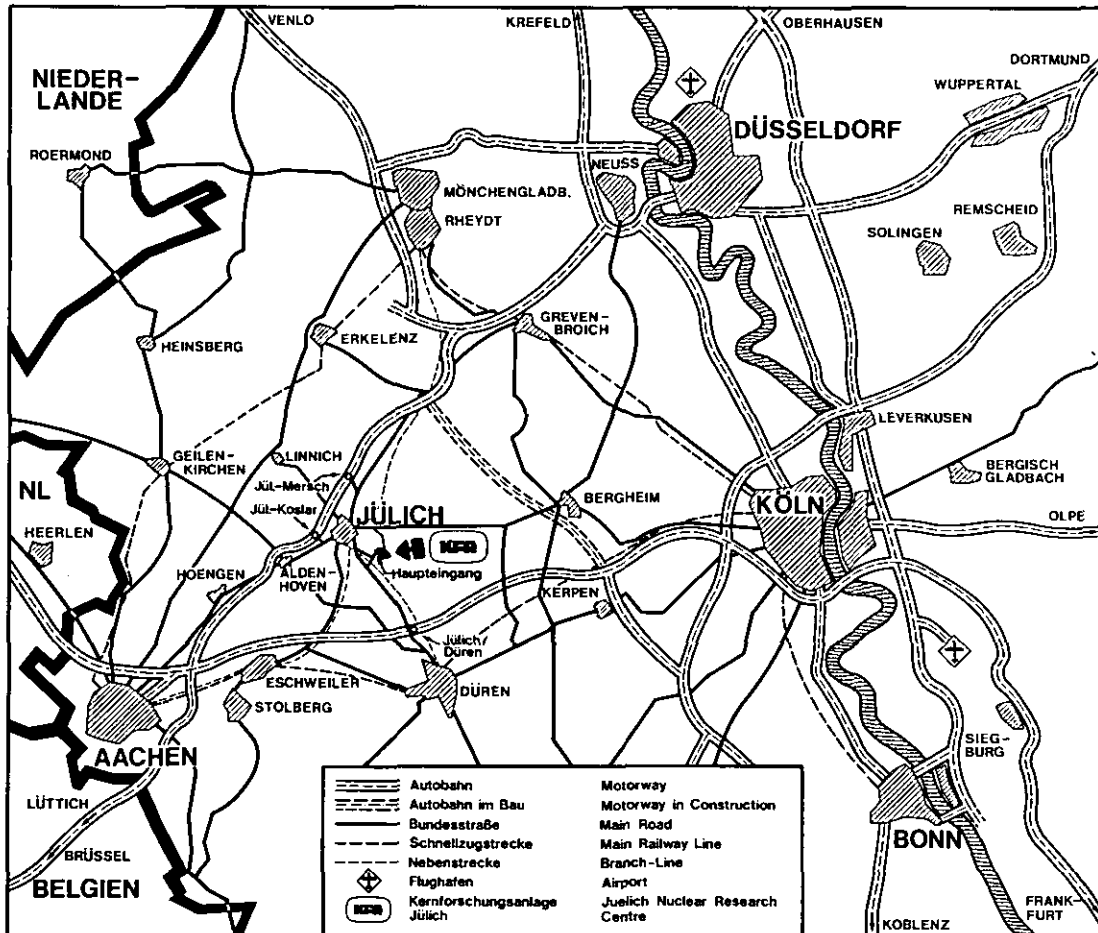 VENLO
KREFELD
OBERHAUSEN
DORTMUND
NIEDER-
LANDE
WUPPERTAL
DÜSSELDORF
ROERMOND
NEUSS
MÖNCHENGLADB.
RHEYDT
REMSCHEID
SOLINGEN
GREVEN-
BROICH
ERKELENZ
HEINSBERG
LEVERKUSEN
GEILEN-
KIRCHEN
LINNICH
BERGISCH
GLADBACH
NL
Jül-Mersch
BERGHEIM
KÖLN
Jül-Koslar
JÜLICH
OLPE
HEERLEN
KFA
HOENGEN
ALDEN-
HOVEN
Haupteingang
KERPEN
Jülich/
Düren
ESCHWEILER
DÜREN
STOLBERG
SIEG-
BURG
AACHEN
LÜTTICH
BRÜSSEL
BELGIEN
BONN
KOBLENZ
FRANK-
FURT
Autobahn Motorway
Autobahn im Bau Motorway in Construction
Bundesstraße Main Road
Schnellzugstrecke Main Railway Line
Nebenstrecke Branch-Line
Flughafen Airport
KFA Kernforschungsanlage Juelich Nuclear Research
Jülich Centre